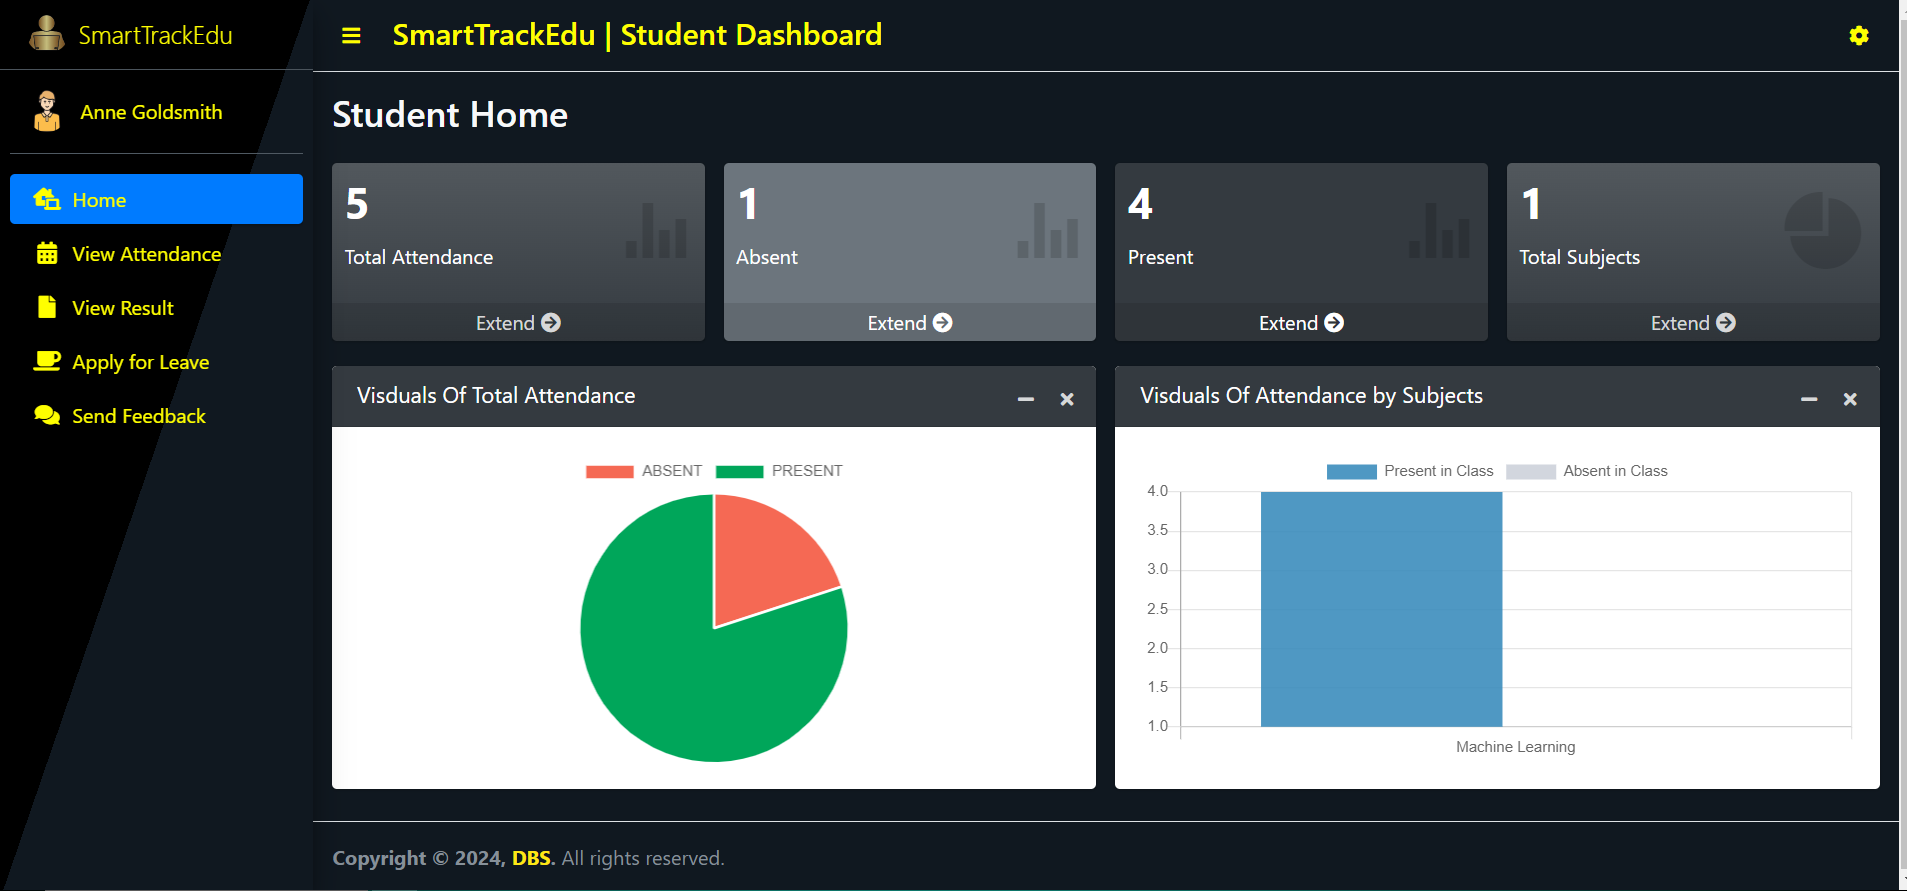 SmartTrackEdu
SmartTrackEdu | Student Dashboard
Anne Goldsmith
Home
View Attendance
View Result
Apply for Leave
Send Feedback
Student Home
5
Total Attendance
Extend
1
Absent
Extend
4
Present
Extend
1
Total Subjects
Extend
Visduals Of Total Attendance
ABSENT PRESENT
Visduals Of Attendance by Subjects
Present in Class Absent in Class
4.0
3.5
3.0
2.5
2.0
1.5
1.0
Machine Learning
Copyright © 2024, DBS. All rights reserved.